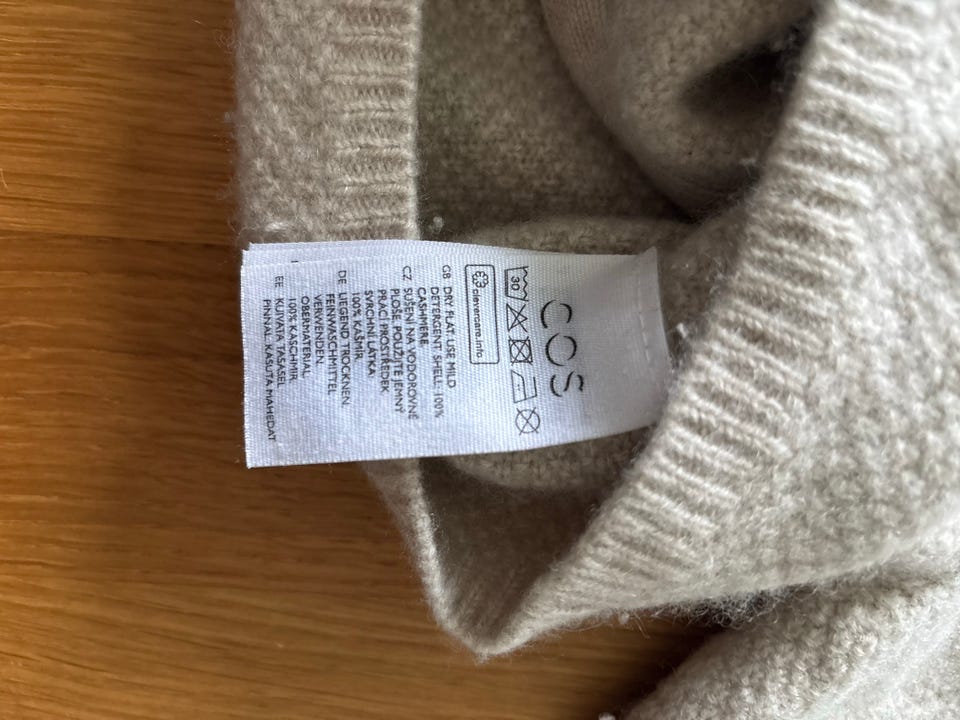 COS
30
clevercare.info
GB DRY FLAT. USE MILD
DETERGENT. SHELL: 100%
CASHMERE.
CZ SUŠENÍ NA VODOROVNÉ
PLOŠE. POUŽIJTE JEMNÝ
PRACÍ PROSTŘEDEK.
SVRCHNÍ LÁTKA:
100% KAŠMÍR
DE LIEGEND TROCKNEN.
FEINWASCHMITTEL
VERWENDEN.
OBERMATERIAL:
100% KASCHMIR
EE KUIVATA TASASEL
PINNAL. KASUTA MAHEDAT